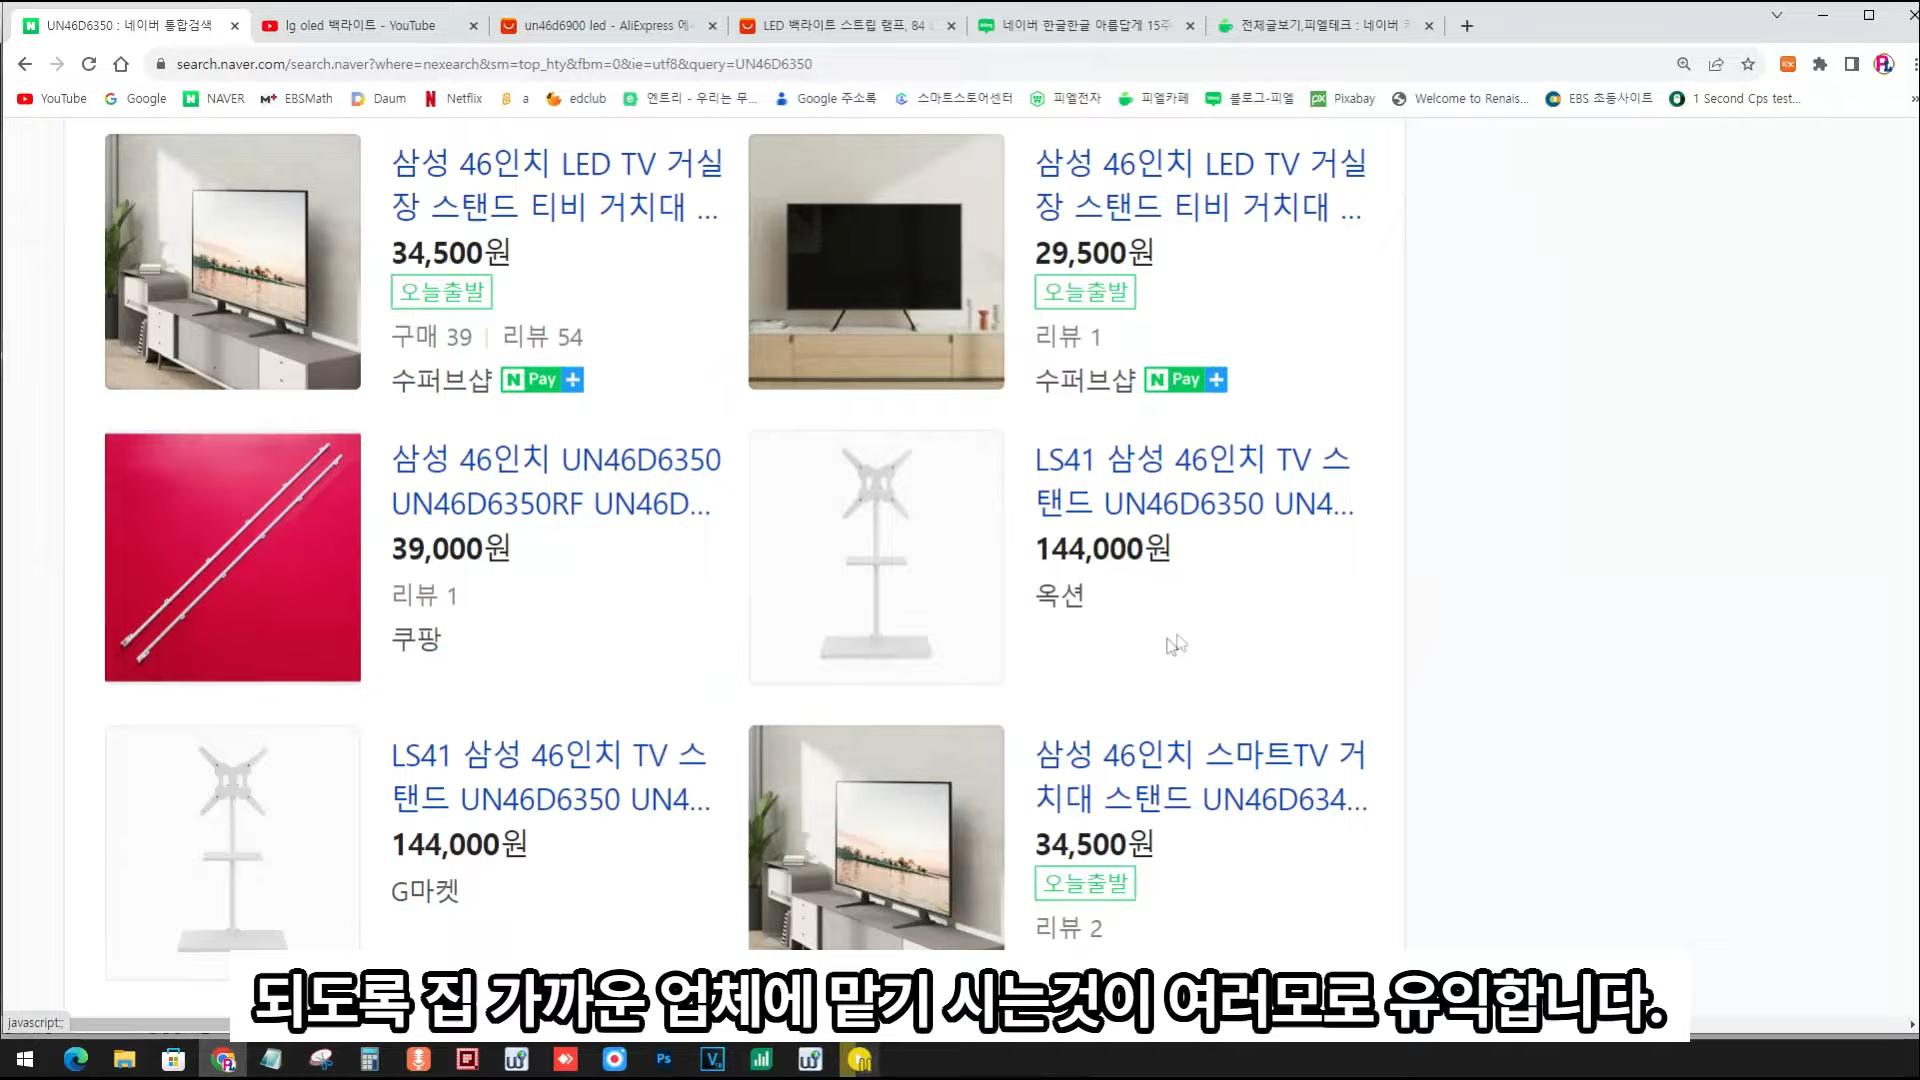 UN46D6350 : 네이버 통합검색
lg oled 백라이트 - YouTube
un46d6900 led - AliExpress 에
LED 백라이트 스트립 램프, 84
네이버 한글한글 아름답게 15주
전체글보기,피엘테크 : 네이버 카
search.naver.com/search.naver?where=nexearch&sm=top_hty&fbm=0&ie=utf8&query=UN46D6350
YouTube
Google
NAVER
EBSMath
Daum
Netflix
a
edclub
엔트리 - 우리는 무...
Google 주소록
스마트스토어센터
피엘전자
피엘카페
블로그-피엘
Pixabay
Welcome to Renais...
EBS 초등사이트
1 Second Cps test...
삼성 46인치 LED TV 거실
장 스탠드 티비 거치대 ...
34,500원
오늘출발
구매 39 | 리뷰 54
수퍼브샵 N Pay +
삼성 46인치 LED TV 거실
장 스탠드 티비 거치대 ...
29,500원
오늘출발
리뷰 1
수퍼브샵 N Pay +
삼성 46인치 UN46D6350
UN46D6350RF UN46D...
39,000원
리뷰 1
쿠팡
LS41 삼성 46인치 TV 스
탠드 UN46D6350 UN4...
144,000원
옥션
LS41 삼성 46인치 TV 스
탠드 UN46D6350 UN4...
144,000원
G마켓
삼성 46인치 스마트TV 거
치대 스탠드 UN46D634...
34,500원
오늘출발
리뷰 2
되도록 집 가까운 업체에 맡기 시는것이 여러모로 유익합니다.
javascript:;